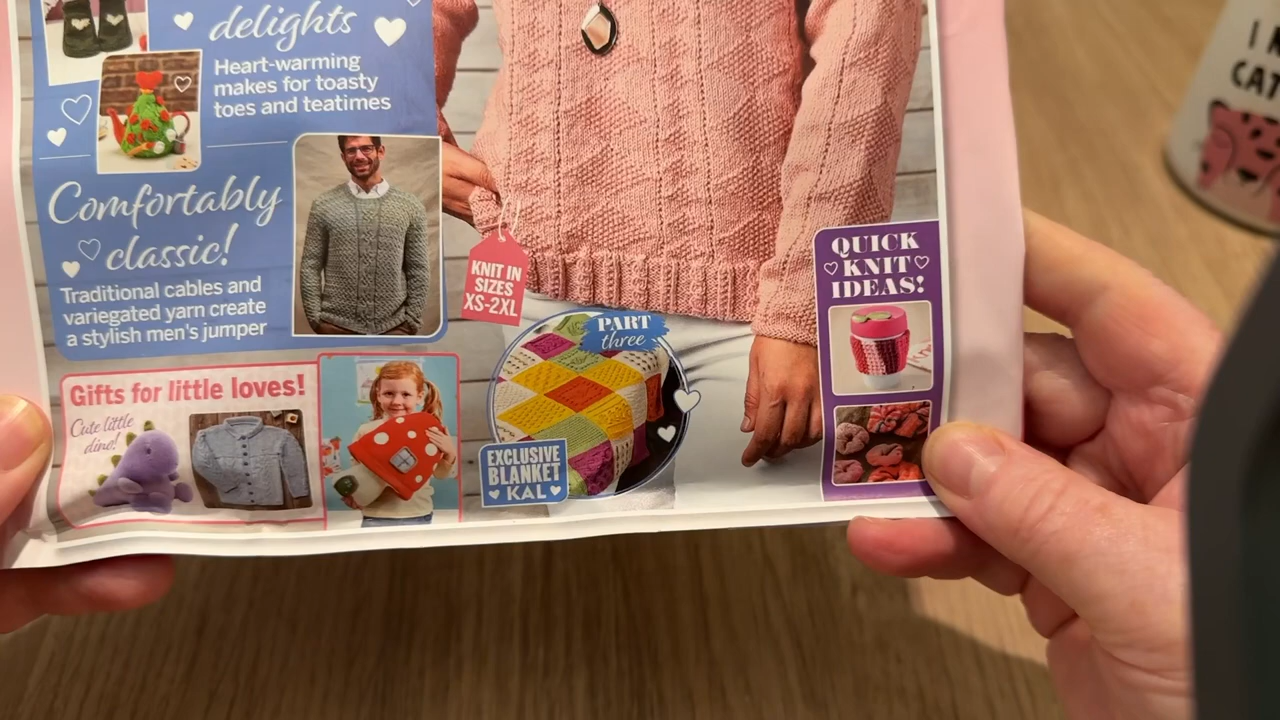 delights
Heart-warming
makes for toasty
toes and teatimes
Comfortably
classic!
Traditional cables and
variegated yarn create
a stylish men's jumper
KNIT IN
SIZES
XS-2XL
Gifts for little loves!
Cute little
dino!
PART
three
EXCLUSIVE
BLANKET
KAL
QUICK
KNIT
IDEAS!
I
CAT